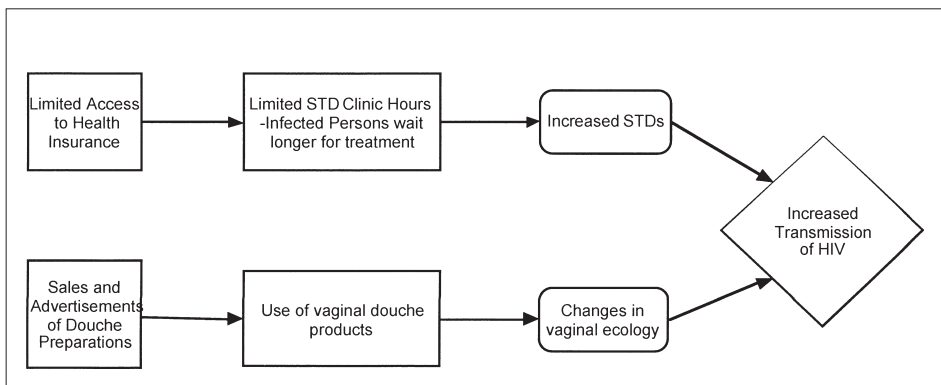 Limited Access
to Health
Insurance
Limited STD Clinic Hours
-Infected Persons wait
longer for treatment
Increased STDs
Increased
Transmission
of HIV
Sales and
Advertisements
of Douche
Preparations
Use of vaginal douche
products
Changes in
vaginal ecology